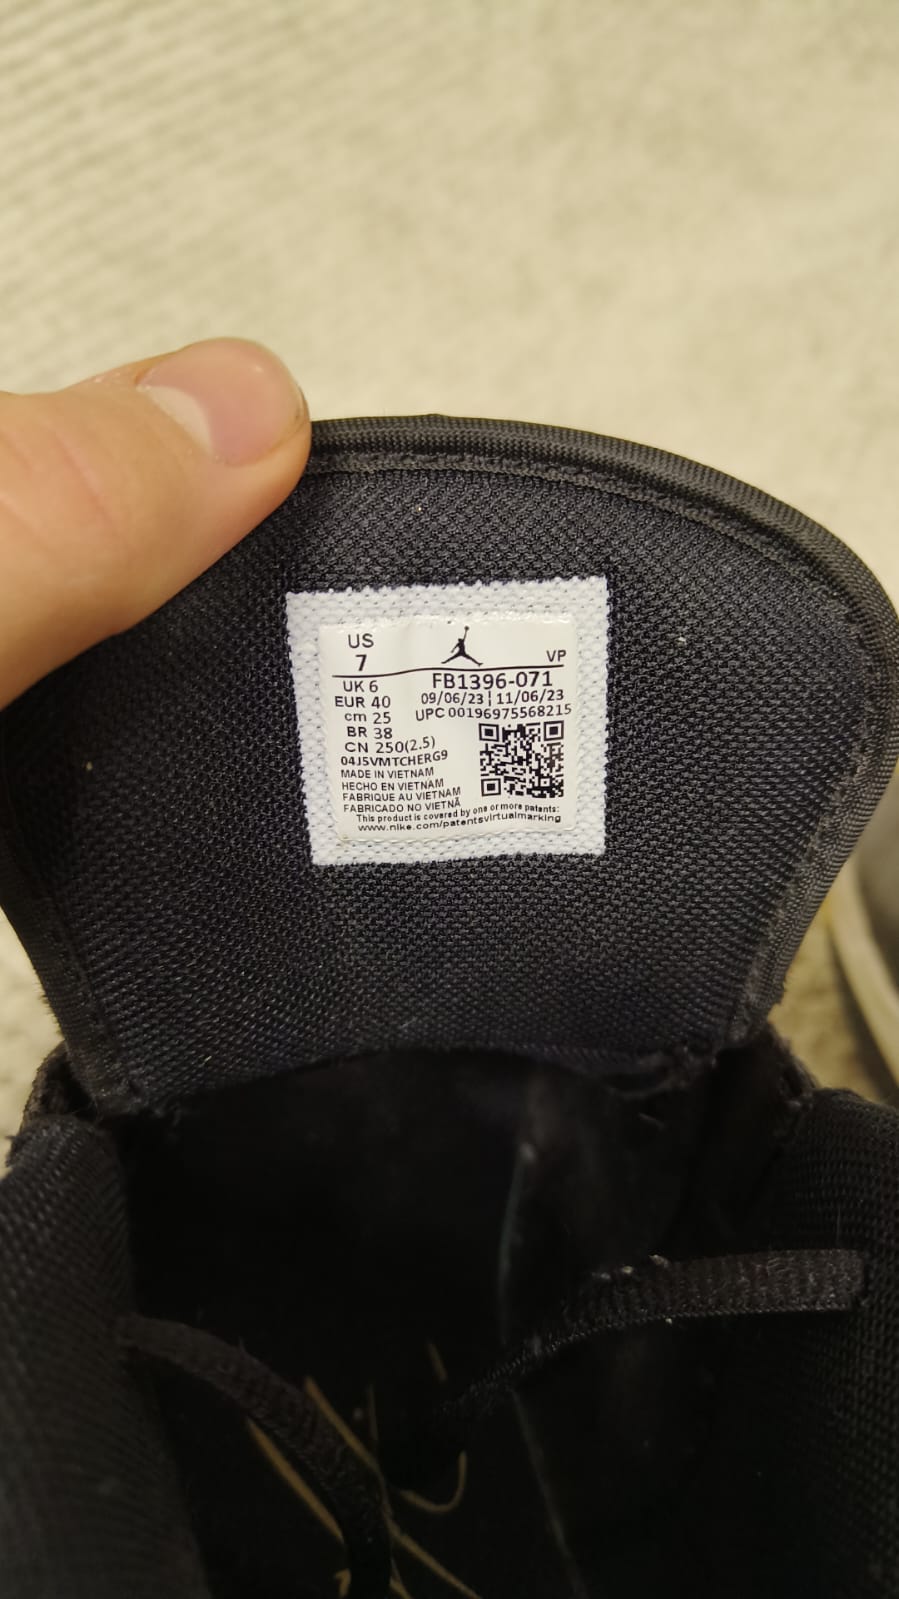 US
7
VP
UK 6
FB1396-071
EUR 40
09/06/23 | 11/06/23
cm 25
UPC 00196975568215
BR 38
CN 250(2.5)
04J5VMTCHERG9
MADE IN VIETNAM
HECHO EN VIETNAM
FABRIQUE AU VIETNAM
FABRICADO NO VIETNÃ
This product is covered by one or more patents:
www.nike.com/patentsvirtualmarking